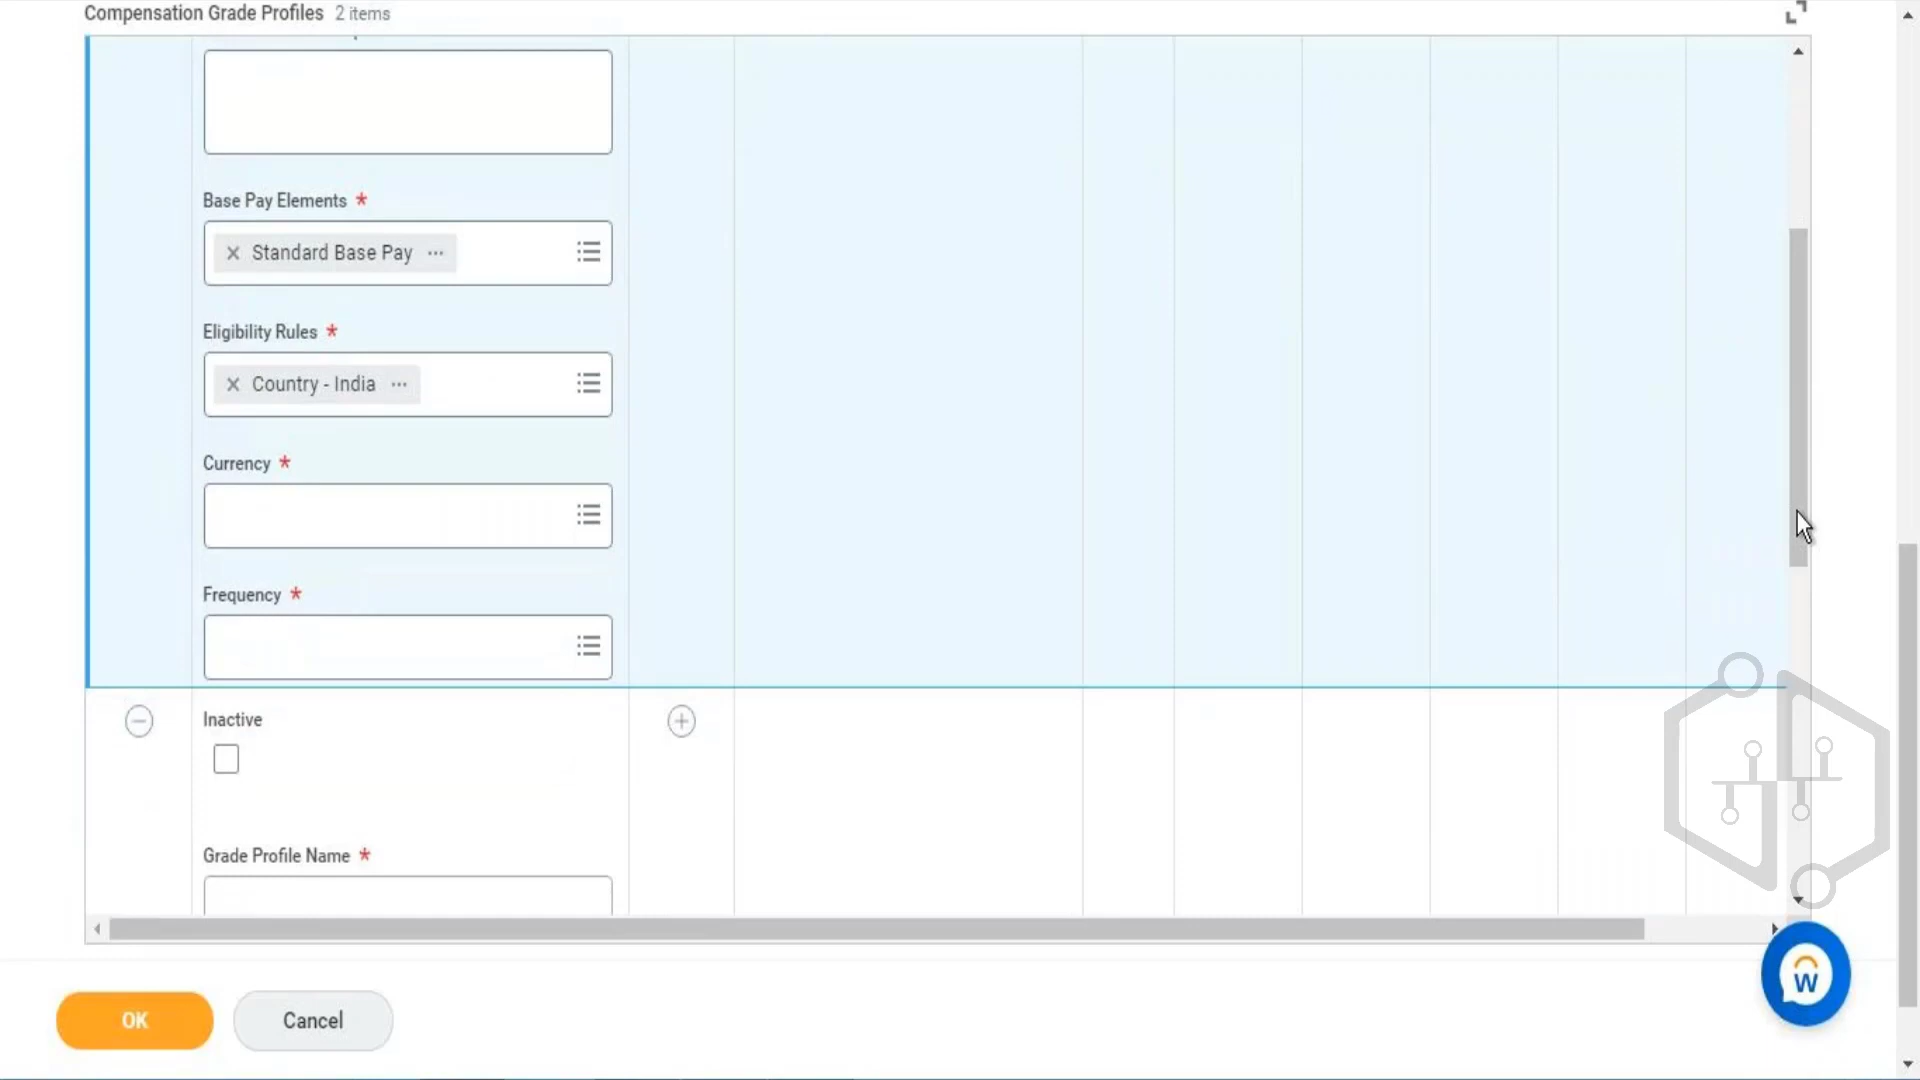 Compensation Grade Profiles 2 items
Base Pay Elements *
× Standard Base Pay ...
Eligibility Rules *
× Country - India ...
Currency *
Frequency *
Inactive
Grade Profile Name *
OK Cancel
W